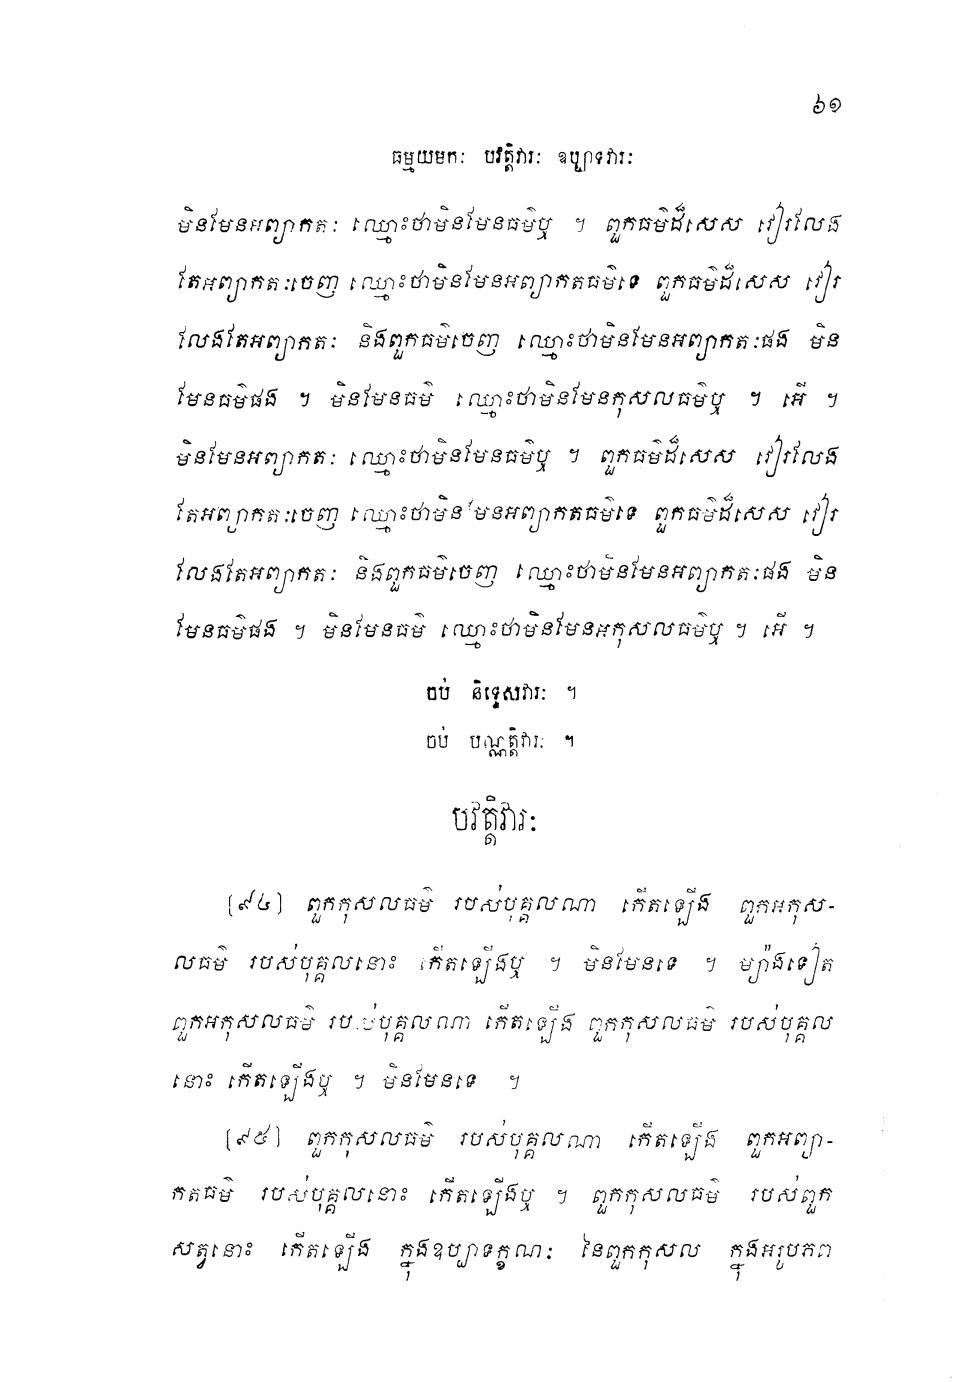 ៦១
ធម្មយមកៈ បវត្តិវារៈ ឧប្បាទវារៈ
មិនមែនអព្យាកតៈ ឈ្មោះថាមិនមែនធម៌ឬ ។ ពួកធម៌ដ៏សេស វៀរលែង
តែអព្យាកតៈចេញ ឈ្មោះថាមិនមែនអព្យាកតធម៌ទេ ពួកធម៌ដ៏សេស វៀរ
លែងតែអព្យាកតៈ និងពួកធម៌ចេញ ឈ្មោះថាមិនមែនអព្យាកតៈផង មិន
មែនធម៌ផង ។ មិនមែនធម៌ ឈ្មោះថាមិនមែនកុសលធម៌ឬ ។ អើ ។
មិនមែនអព្យាកតៈ ឈ្មោះថាមិនមែនធម៌ឬ ។ ពួកធម៌ដ៏សេស វៀរលែង
តែអព្យាកតៈចេញ ឈ្មោះថាមិនមែនអព្យាកតធម៌ទេ ពួកធម៌ដ៏សេស វៀរ
លែងតែអព្យាកតៈ និងពួកធម៌ចេញ ឈ្មោះថាមិនមែនអព្យាកតៈផង មិន
មែនធម៌ផង ។ មិនមែនធម៌ ឈ្មោះថាមិនមែនអកុសលធម៌ឬ ។ អើ ។
ចប់ និទ្ទេសវារៈ ។
ចប់ បណ្ណត្តិវារៈ ។
បវត្តិវារៈ
[៩៤] ពួកកុសលធម៌ របស់បុគ្គលណា កើតឡើង ពួកអកុស-
លធម៌ របស់បុគ្គលនោះ កើតឡើងឬ ។ មិនមែនទេ ។ ម្យ៉ាងទៀត
ពួកអកុសលធម៌ របស់បុគ្គលណា កើតឡើង ពួកកុសលធម៌ របស់បុគ្គល
នោះ កើតឡើងឬ ។ មិនមែនទេ ។
[៩៥] ពួកកុសលធម៌ របស់បុគ្គលណា កើតឡើង ពួកអព្យា-
កតធម៌ របស់បុគ្គលនោះ កើតឡើងឬ ។ ពួកកុសលធម៌ របស់ពួក
សត្វនោះ កើតឡើង ក្នុងឧប្បាទក្ខណៈ នៃពួកកុសល ក្នុងអរូបភព